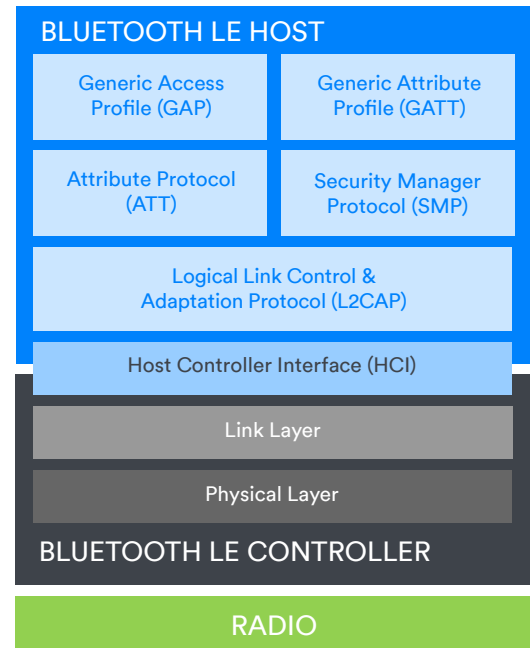 BLUETOOTH LE HOST
Generic Access
Profile (GAP)
Generic Attribute
Profile (GATT)
Attribute Protocol
(ATT)
Security Manager
Protocol (SMP)
Logical Link Control &
Adaptation Protocol (L2CAP)
Host Controller Interface (HCI)
Link Layer
Physical Layer
BLUETOOTH LE CONTROLLER
RADIO